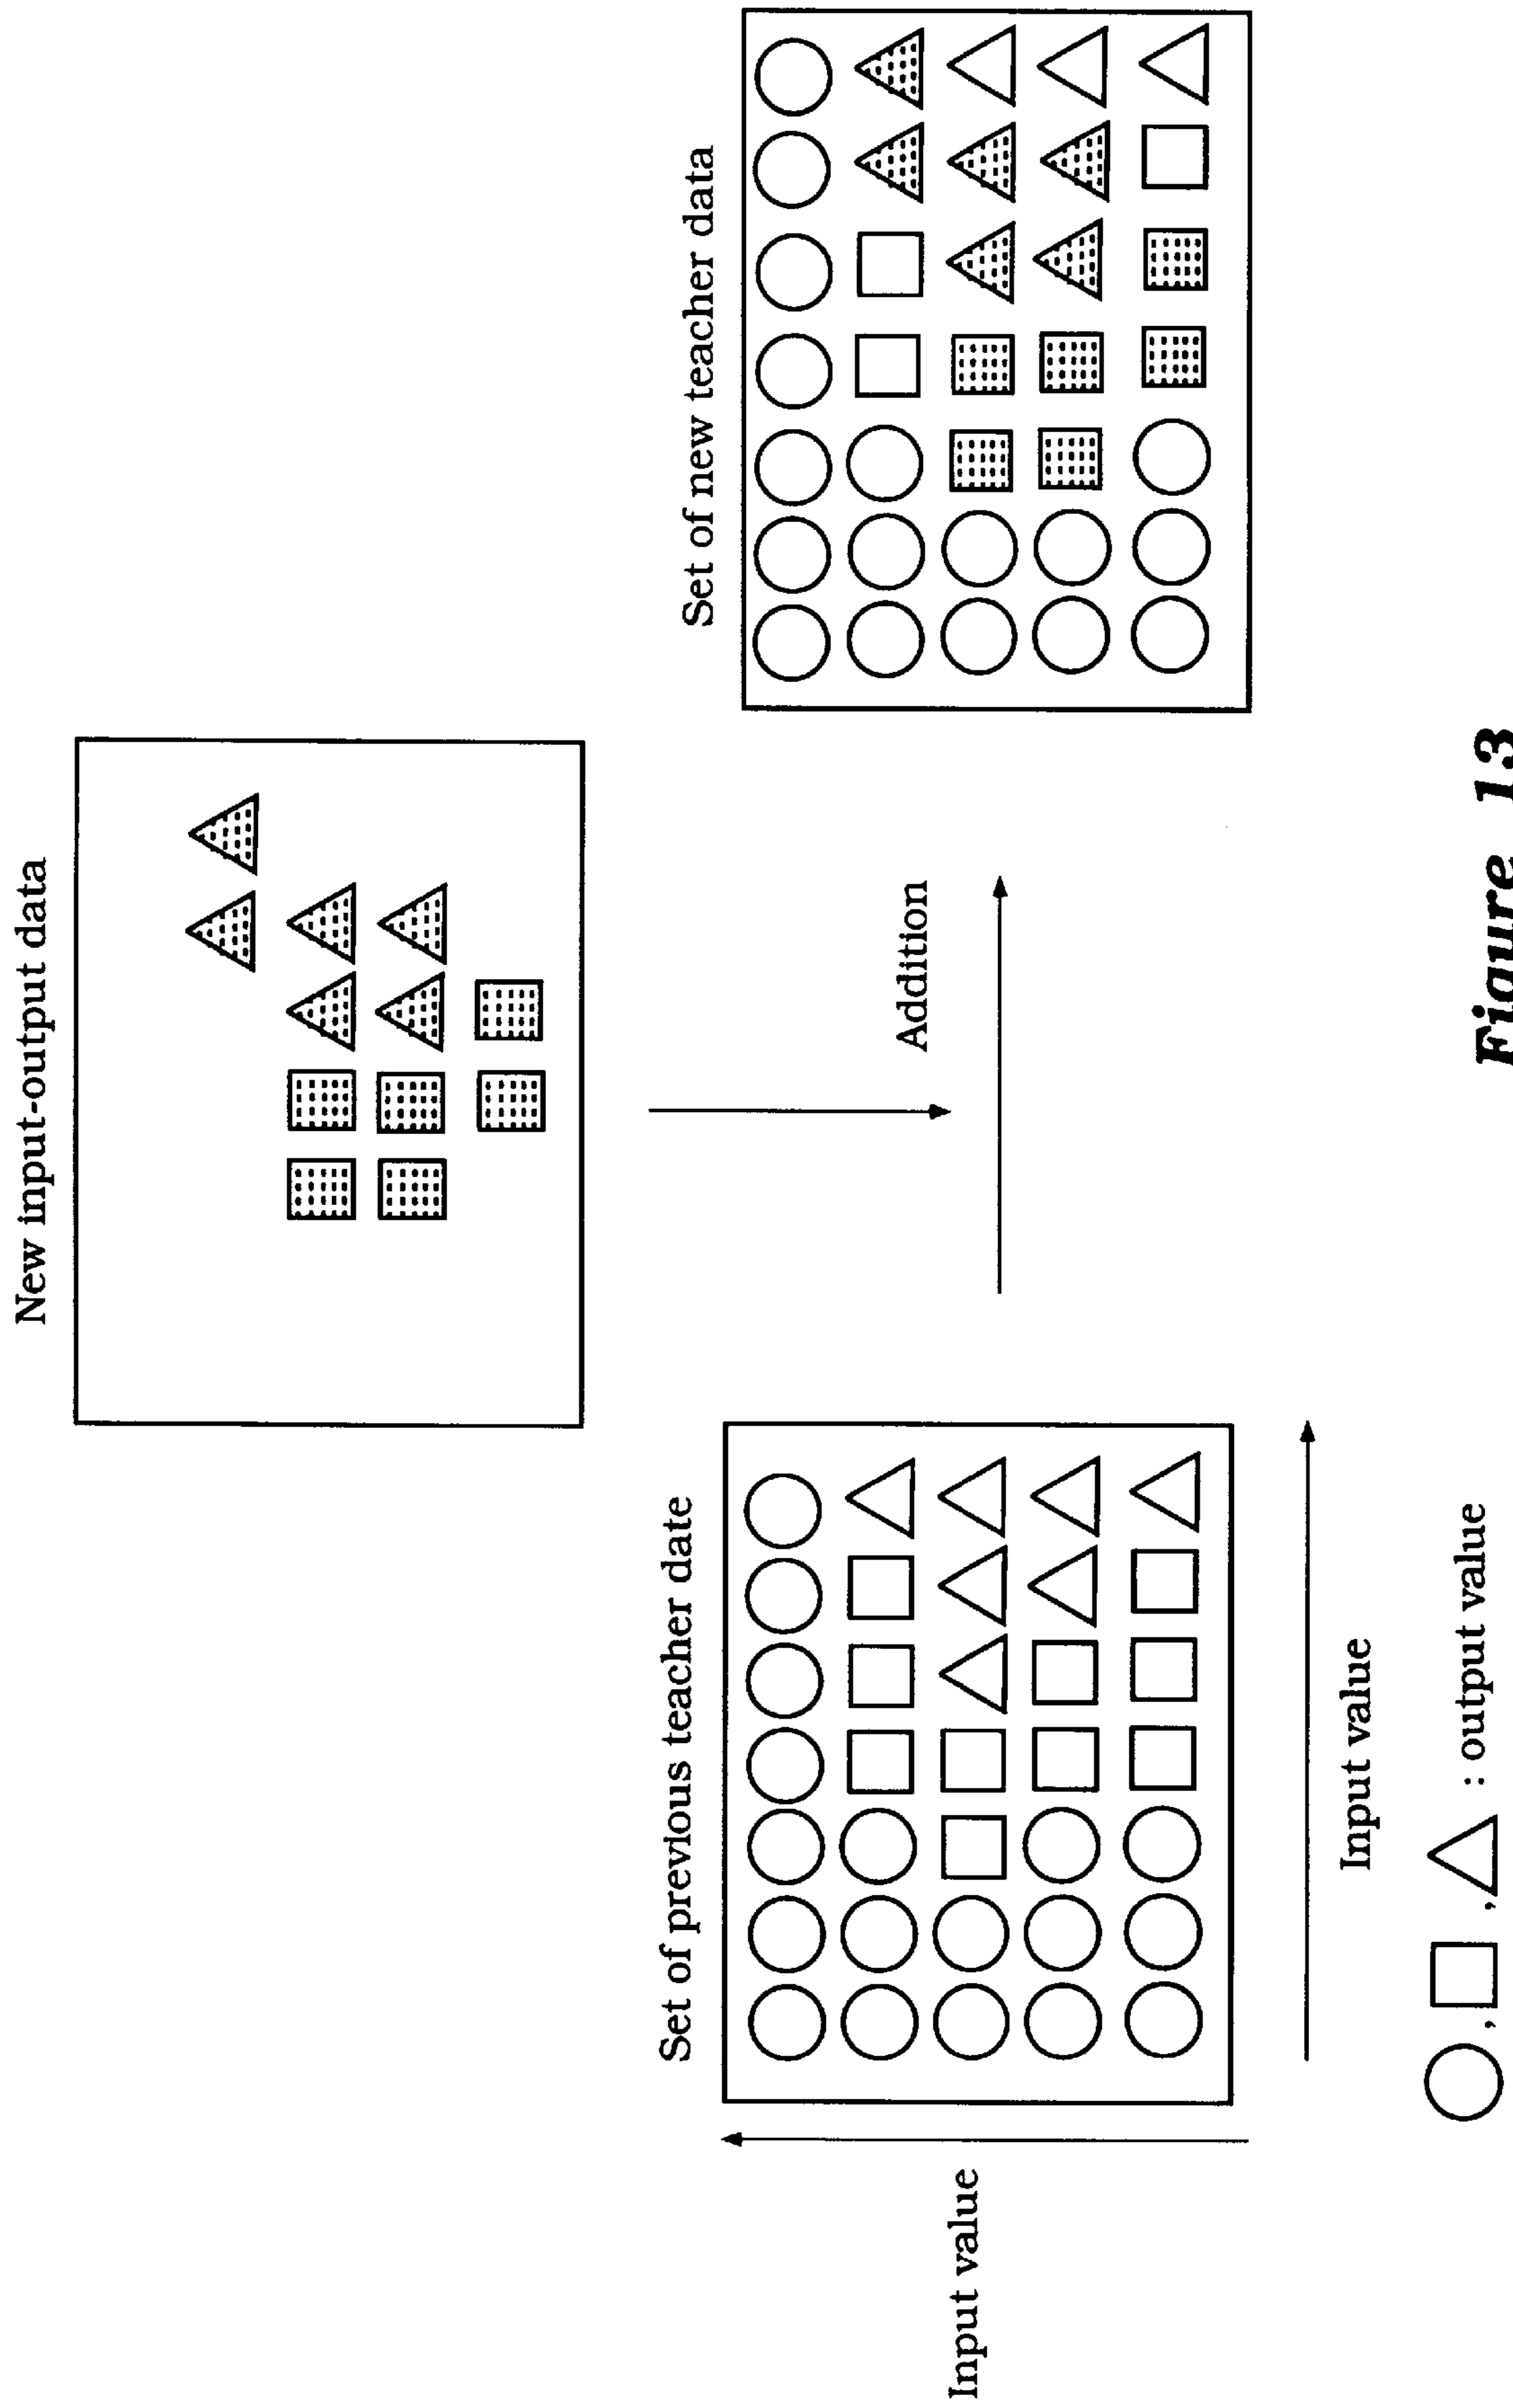 New input-output data
Set of previous teacher date
Addition
Set of new teacher data
Input value
Input value
, , : output value
Figure 13